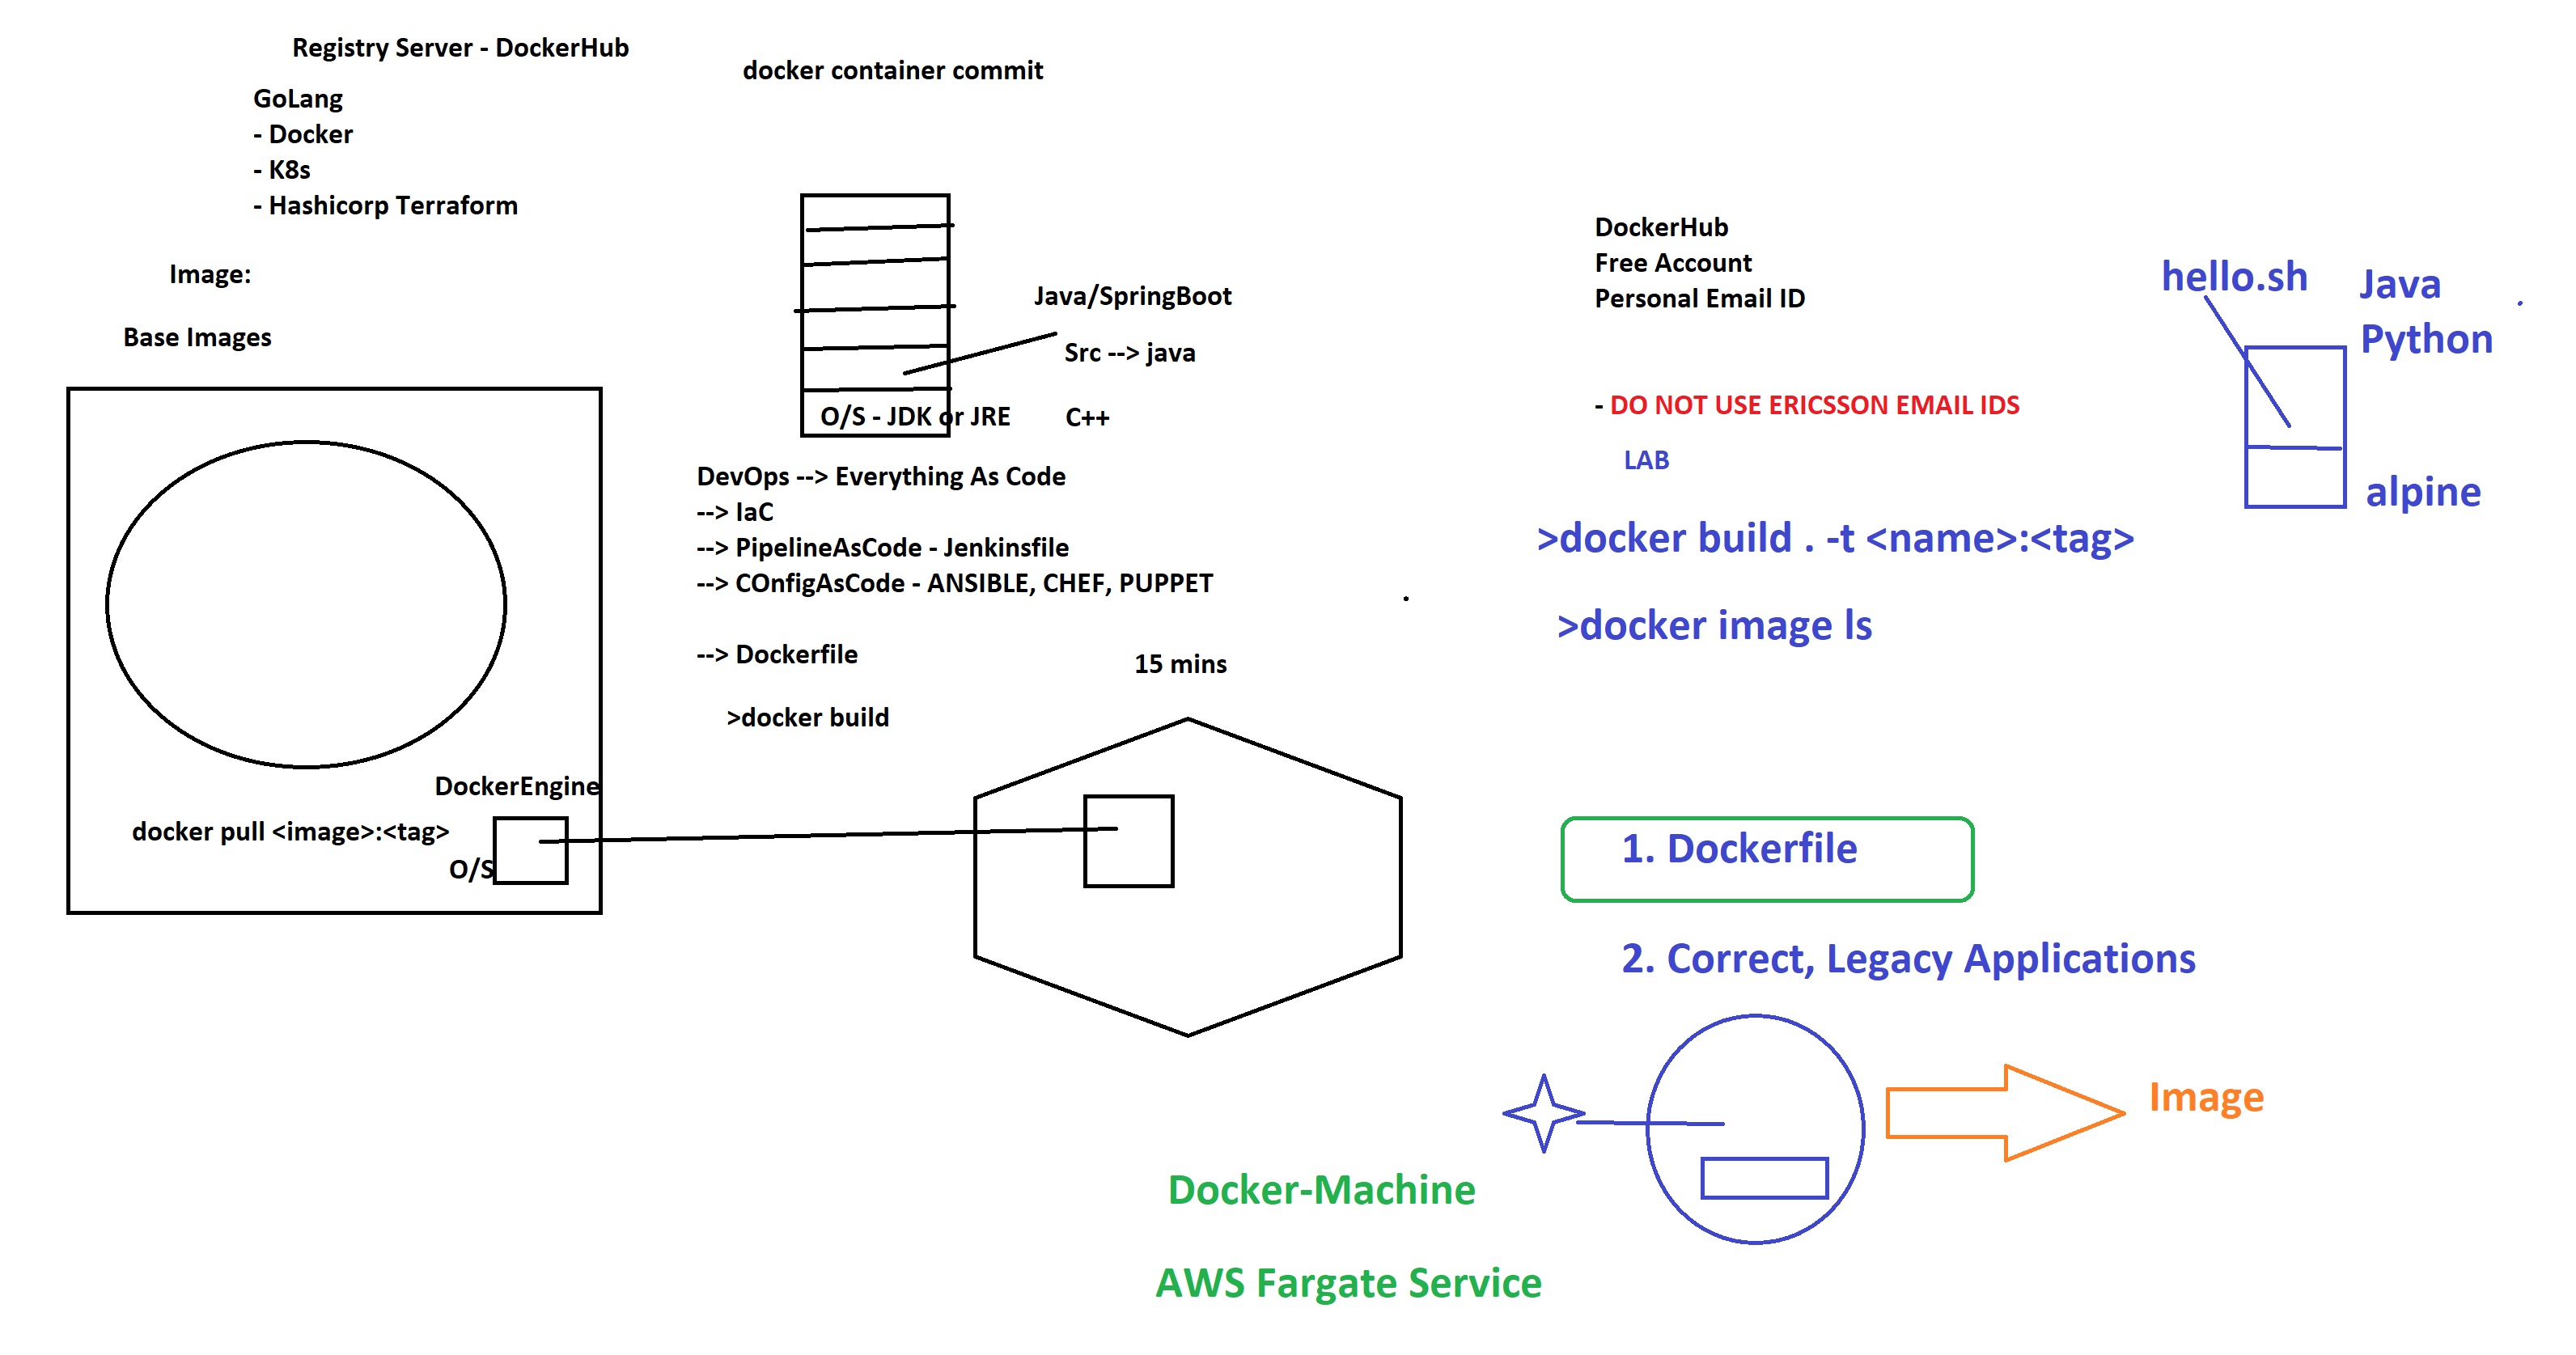 Registry Server - DockerHub
GoLang
- Docker
- K8s
- Hashicorp Terraform
Image:
Base Images
DockerEngine
docker pull <image>:<tag>
O/S
docker container commit
Java/SpringBoot
Src --> java
O/S - JDK or JRE
C++
DevOps --> Everything As Code
--> IaC
--> PipelineAsCode - Jenkinsfile
--> COnfigAsCode - ANSIBLE, CHEF, PUPPET
--> Dockerfile
>docker build
15 mins
DockerHub
Free Account
Personal Email ID
- DO NOT USE ERICSSON EMAIL IDS
LAB
>docker build . -t <name>:<tag>
>docker image ls
hello.sh
Java
Python
alpine
1. Dockerfile
2. Correct, Legacy Applications
Image
Docker-Machine
AWS Fargate Service